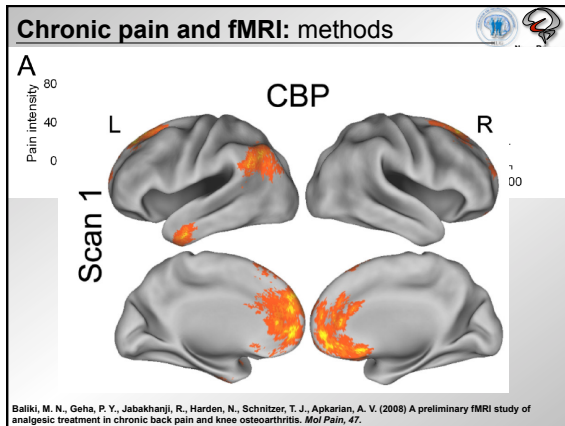 Chronic pain and fMRI: methods
A
80
CBP
Pain intensity
40
L
R
0
00
Scan 1
Baliki, M. N., Geha, P. Y., Jabakhanji, R., Harden, N., Schnitzer, T. J., Apkarian, A. V. (2008) A preliminary fMRI study of
analgesic treatment in chronic back pain and knee osteoarthritis. Mol Pain, 47.